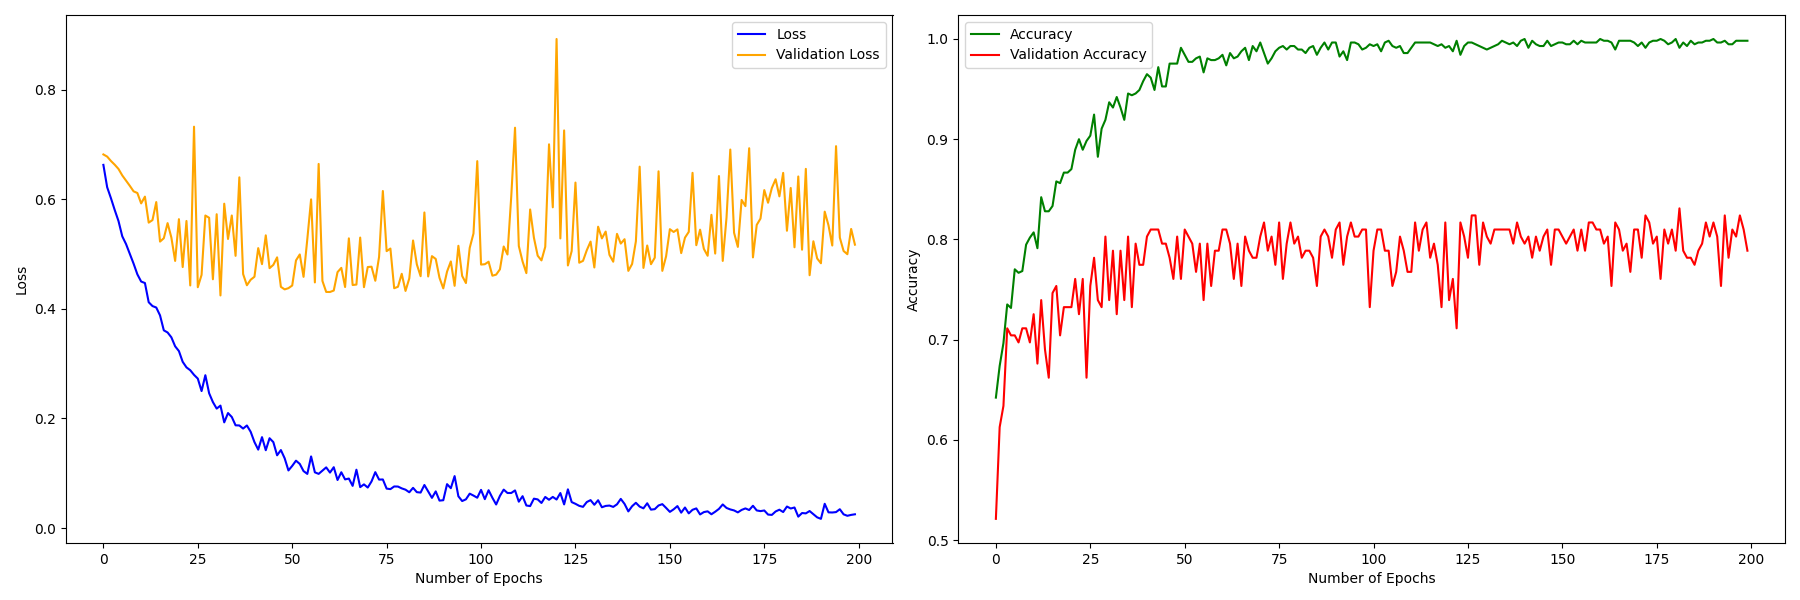 Loss
Validation Loss
0.8
0.6
0.4
0.2
0.0
Loss
0 25 50 75 100 125 150 175 200
Number of Epochs
Accuracy
Validation Accuracy
1.0
0.9
0.8
0.7
0.6
0.5
Accuracy
0 25 50 75 100 125 150 175 200
Number of Epochs